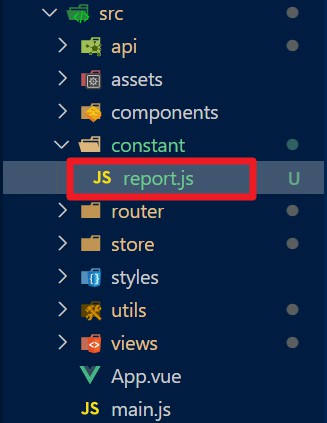 src
api
assets
components
constant
JS report.js U
router
store
styles
utils
views
App.vue
JS main.js